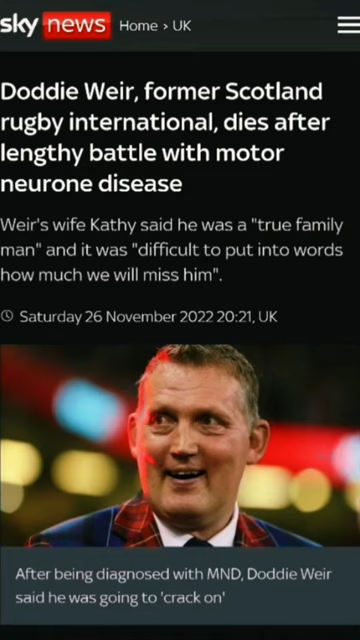 sky news Home > UK
Doddie Weir, former Scotland
rugby international, dies after
lengthy battle with motor
neurone disease
Weir's wife Kathy said he was a "true family
man" and it was "difficult to put into words
how much we will miss him".
Saturday 26 November 2022 20:21, UK
After being diagnosed with MND, Doddie Weir
said he was going to 'crack on'